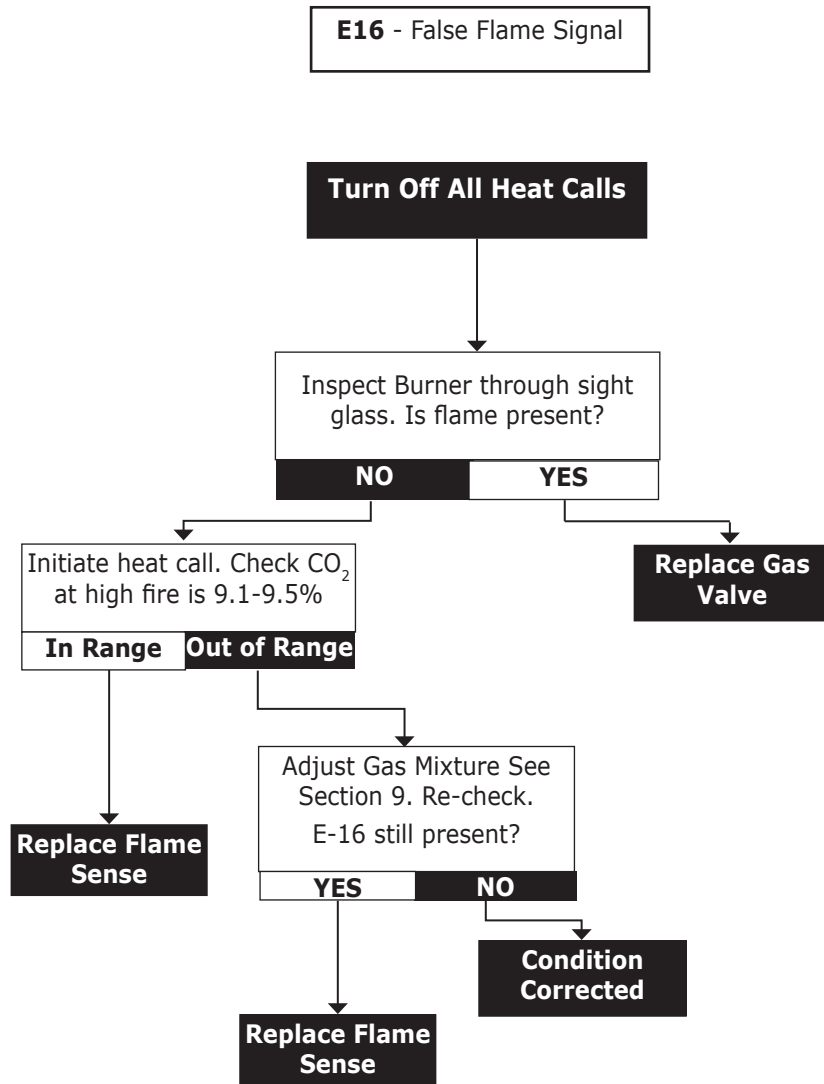 E16 - False Flame Signal
Turn Off All Heat Calls
Inspect Burner through sight
glass. Is flame present?
NO
YES
Initiate heat call. Check CO2
at high fire is 9.1-9.5%
In Range
Out of Range
Replace Gas
Valve
Adjust Gas Mixture See
Section 9. Re-check.
E-16 still present?
YES
NO
Replace Flame
Sense
Condition
Corrected
Replace Flame
Sense